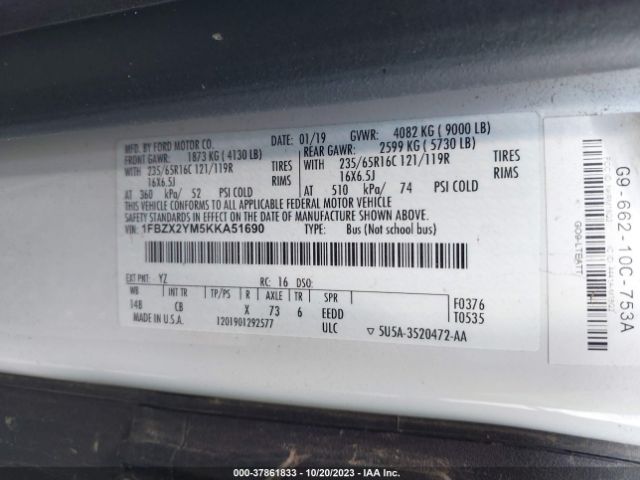 MFD. BY FORD MOTOR CO. DATE: 01/19 GVWR: 4082 KG ( 9000 LB)
FRONT GAWR: 1873 KG ( 4130 LB) REAR GAWR: 2599 KG ( 5730 LB)
WITH 235/65R16C 121/119R TIRES WITH 235/65R16C 121/119R TIRES
16X6.5J RIMS 16X6.5J RIMS
AT 360 kPa/ 52 PSI COLD AT 510 kPa/ 74 PSI COLD
THIS VEHICLE CONFORMS TO ALL APPLICABLE FEDERAL MOTOR VEHICLE
SAFETY STANDARDS IN EFFECT ON THE DATE OF MANUFACTURE SHOWN ABOVE.
VIN: 1FBZX2YM5KKA51690 TYPE: Bus (Not School Bus)
EXT PNT: YZ RC: 16 DSO:
WB INT TR TP/PS R AXLE TR SPR
148 CB X 73 6 EEDD
F0376
T0535
MADE IN U.S.A. 1201901292577 ULC 5U5A-3520472-AA
G9-662-10C-753A
000-37861833 - 10/20/2023 - IAA Inc.